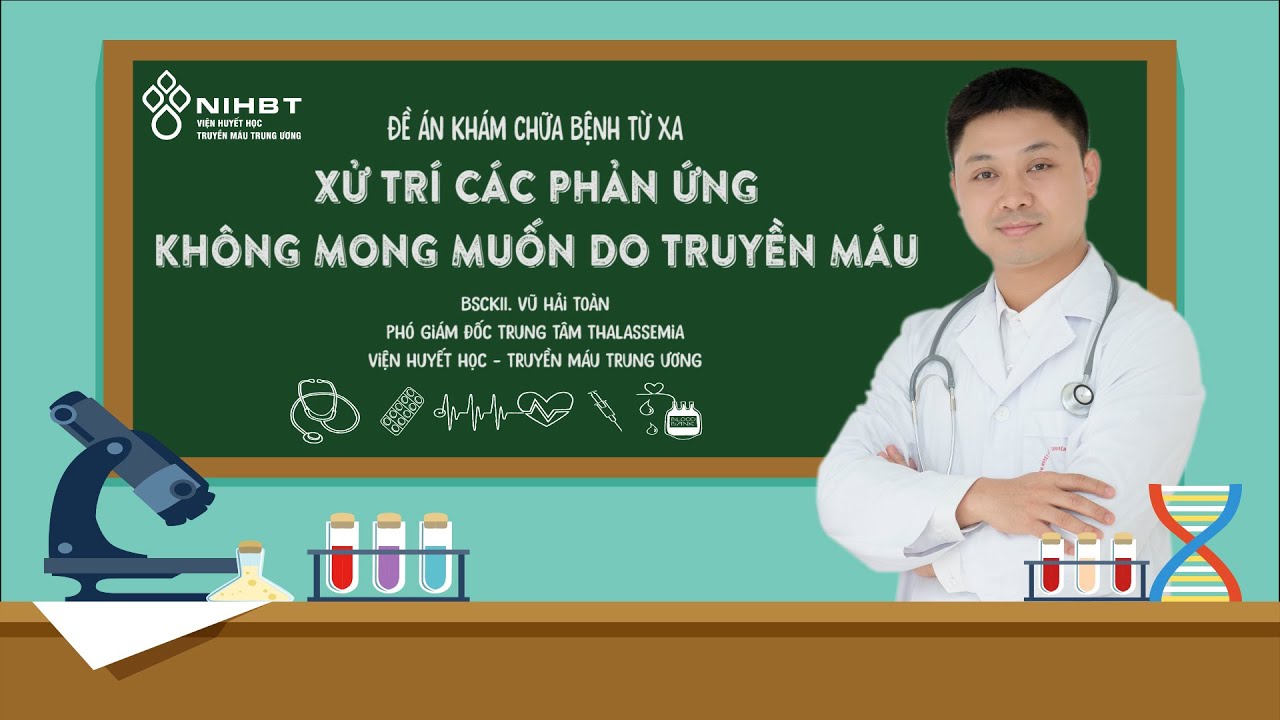 NIHBT
VIỆN HUYẾT HỌC
TRUYỀN MÁU TRUNG ƯƠNG
ĐỀ ÁN KHÁM CHỮA BỆNH TỪ XA
XỬ TRÍ CÁC PHẢN ỨNG
KHÔNG MONG MUỐN DO TRUYỀN MÁU
BSCKII. VŨ HẢI TOÀN
PHÓ GIÁM ĐỐC TRUNG TÂM THALASSEMIA
VIỆN HUYẾT HỌC - TRUYỀN MÁU TRUNG ƯƠNG
BLOOD
BANK